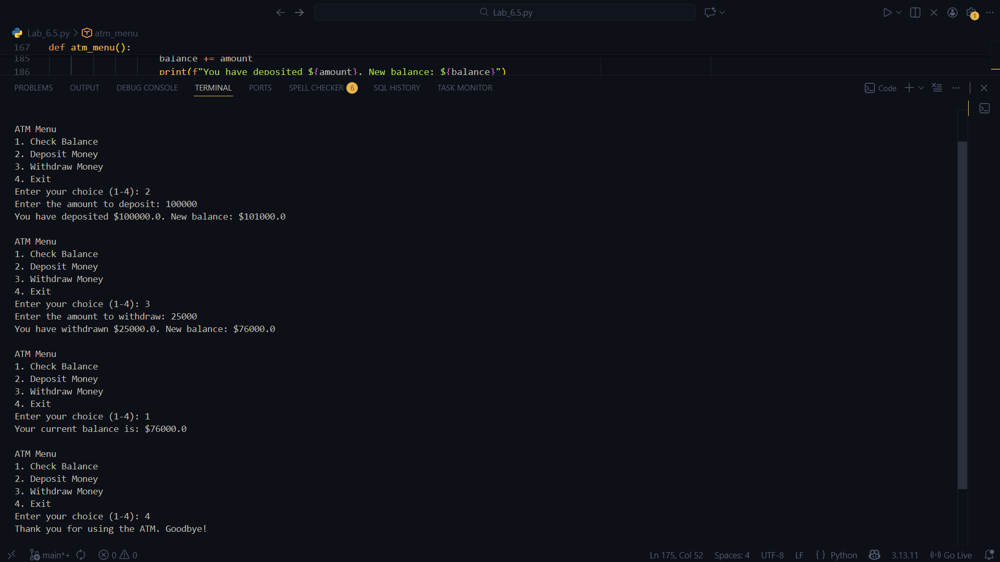 Lab_6.5.py
Lab_6.5.py > atm_menu
167 def atm_menu():
185 balance += amount
186 print(f"You have deposited ${amount}. New balance: ${balance}")
PROBLEMS OUTPUT DEBUG CONSOLE TERMINAL PORTS SPELL CHECKER 6 SQL HISTORY TASK MONITOR Code
ATM Menu
1. Check Balance
2. Deposit Money
3. Withdraw Money
4. Exit
Enter your choice (1-4): 2
Enter the amount to deposit: 100000
You have deposited $100000.0. New balance: $101000.0
ATM Menu
1. Check Balance
2. Deposit Money
3. Withdraw Money
4. Exit
Enter your choice (1-4): 3
Enter the amount to withdraw: 25000
You have withdrawn $25000.0. New balance: $76000.0
ATM Menu
1. Check Balance
2. Deposit Money
3. Withdraw Money
4. Exit
Enter your choice (1-4): 1
Your current balance is: $76000.0
ATM Menu
1. Check Balance
2. Deposit Money
3. Withdraw Money
4. Exit
Enter your choice (1-4): 4
Thank you for using the ATM. Goodbye!
main*+ 0 0 Ln 175, Col 52 Spaces: 4 UTF-8 LF { } Python 3.13.11 Go Live